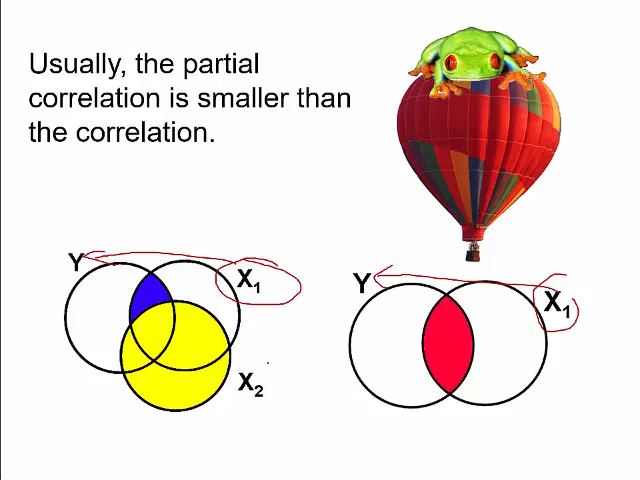 Usually, the partial
correlation is smaller than
the correlation.
Y
X₁
X₂
Y
X₁